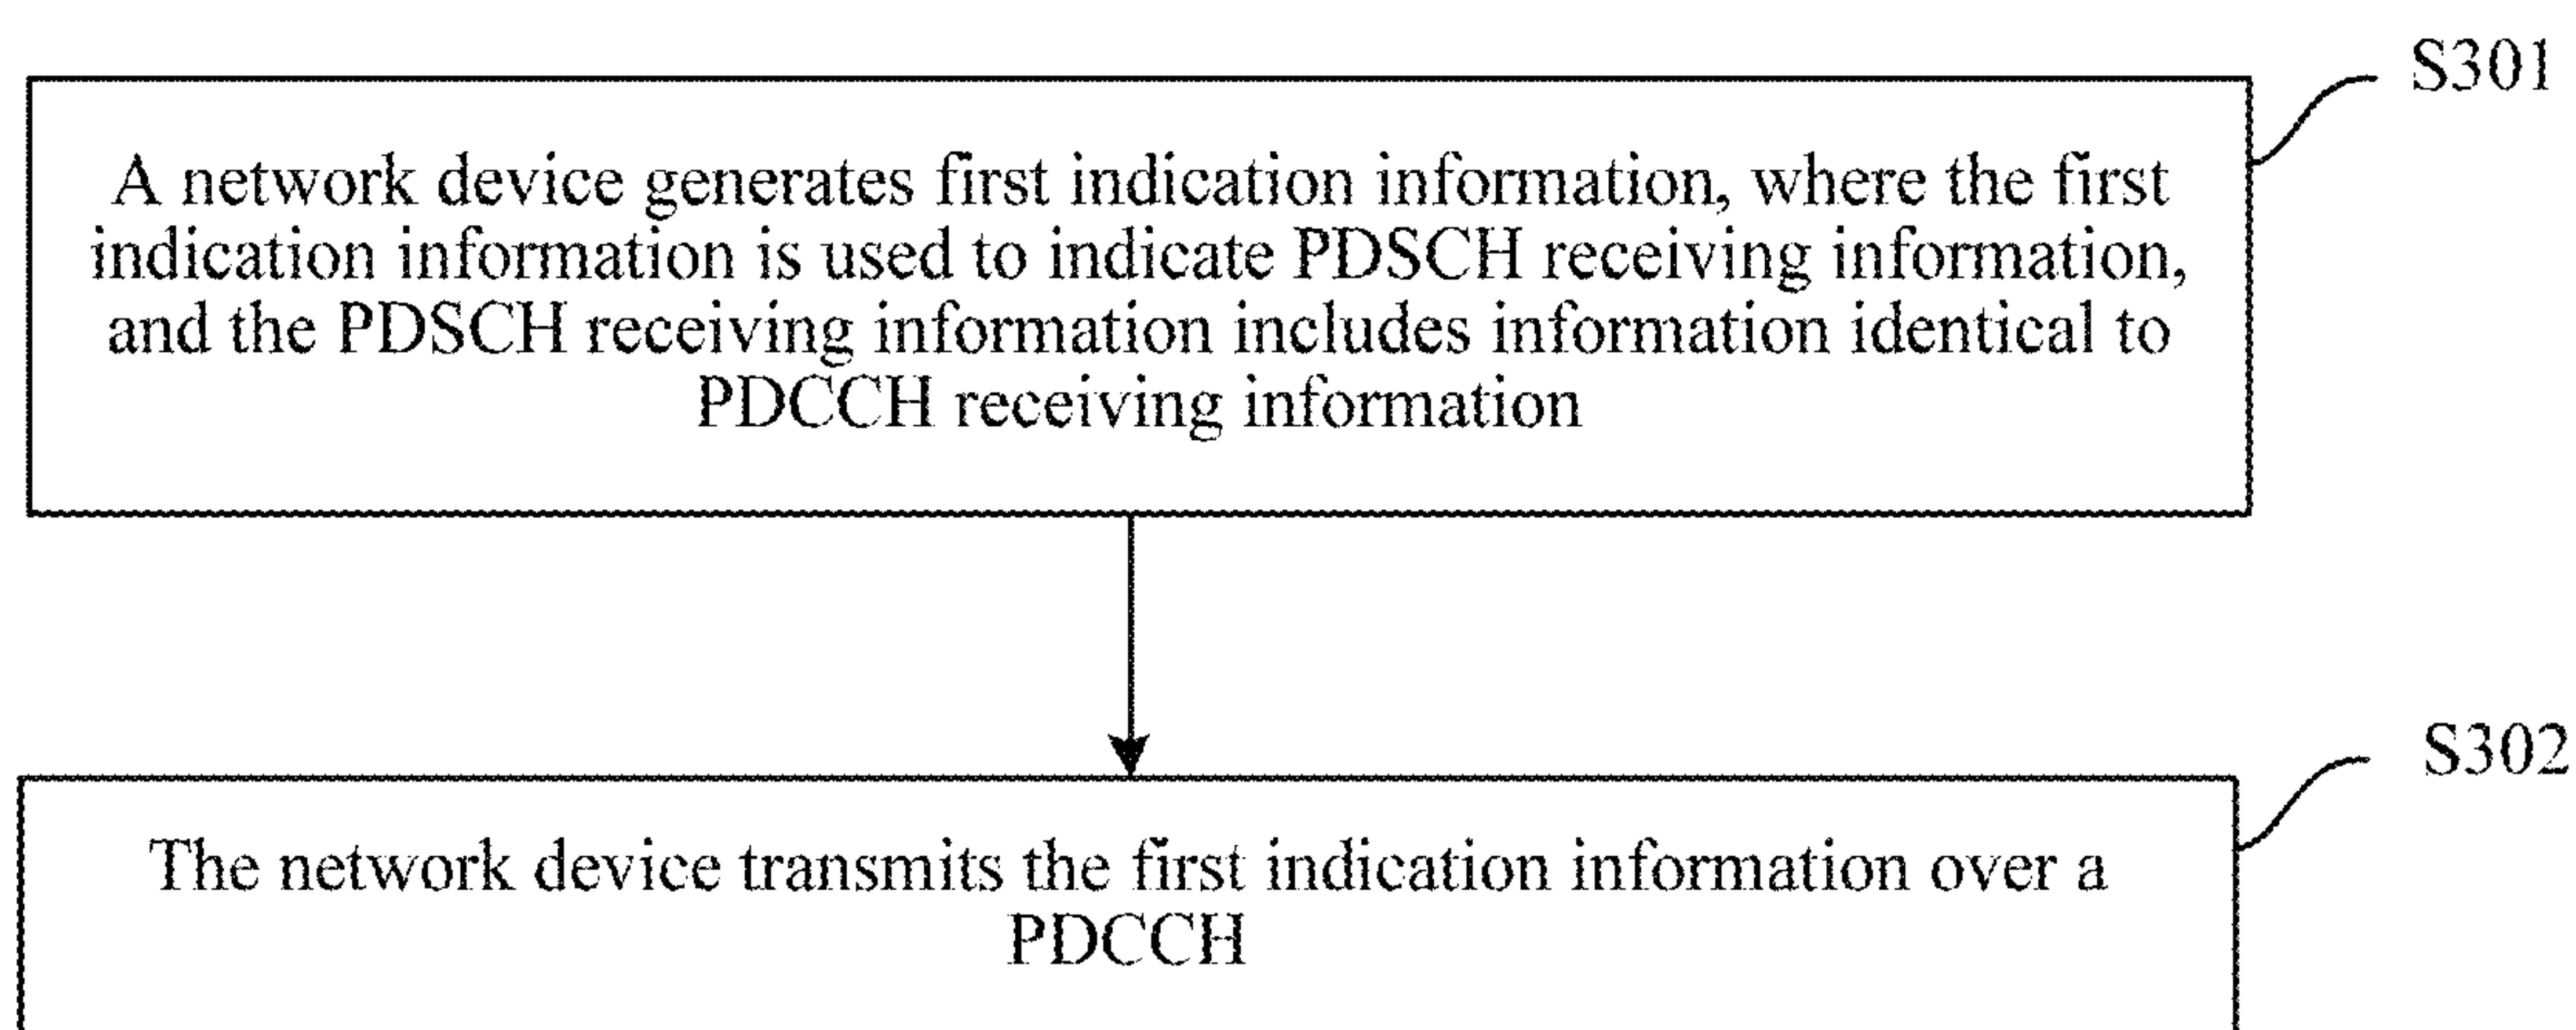 S301
A network device generates first indication information, where the first
indication information is used to indicate PDSCH receiving information,
and the PDSCH receiving information includes information identical to
PDCCH receiving information
S302
The network device transmits the first indication information over a
PDCCH